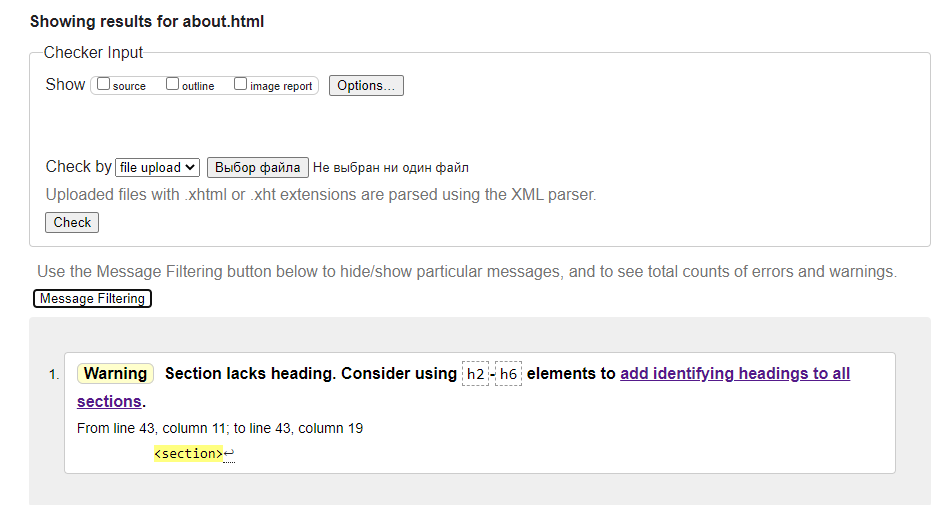 Showing results for about.html
Checker Input
Show source outline image report Options...
Check by file upload Выбор файла Не выбран ни один файл
Uploaded files with .xhtml or .xht extensions are parsed using the XML parser.
Check
Use the Message Filtering button below to hide/show particular messages, and to see total counts of errors and warnings.
Message Filtering
1. Warning Section lacks heading. Consider using h2-h6 elements to add identifying headings to all
sections.
From line 43, column 11; to line 43, column 19
<section>↩